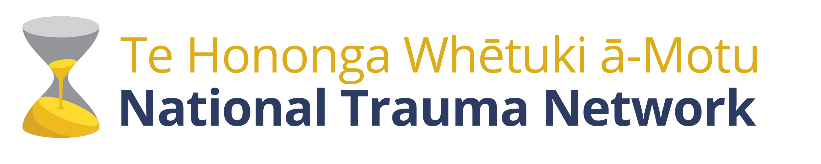 Te Hononga Whētuki ā-Motu
National Trauma Network